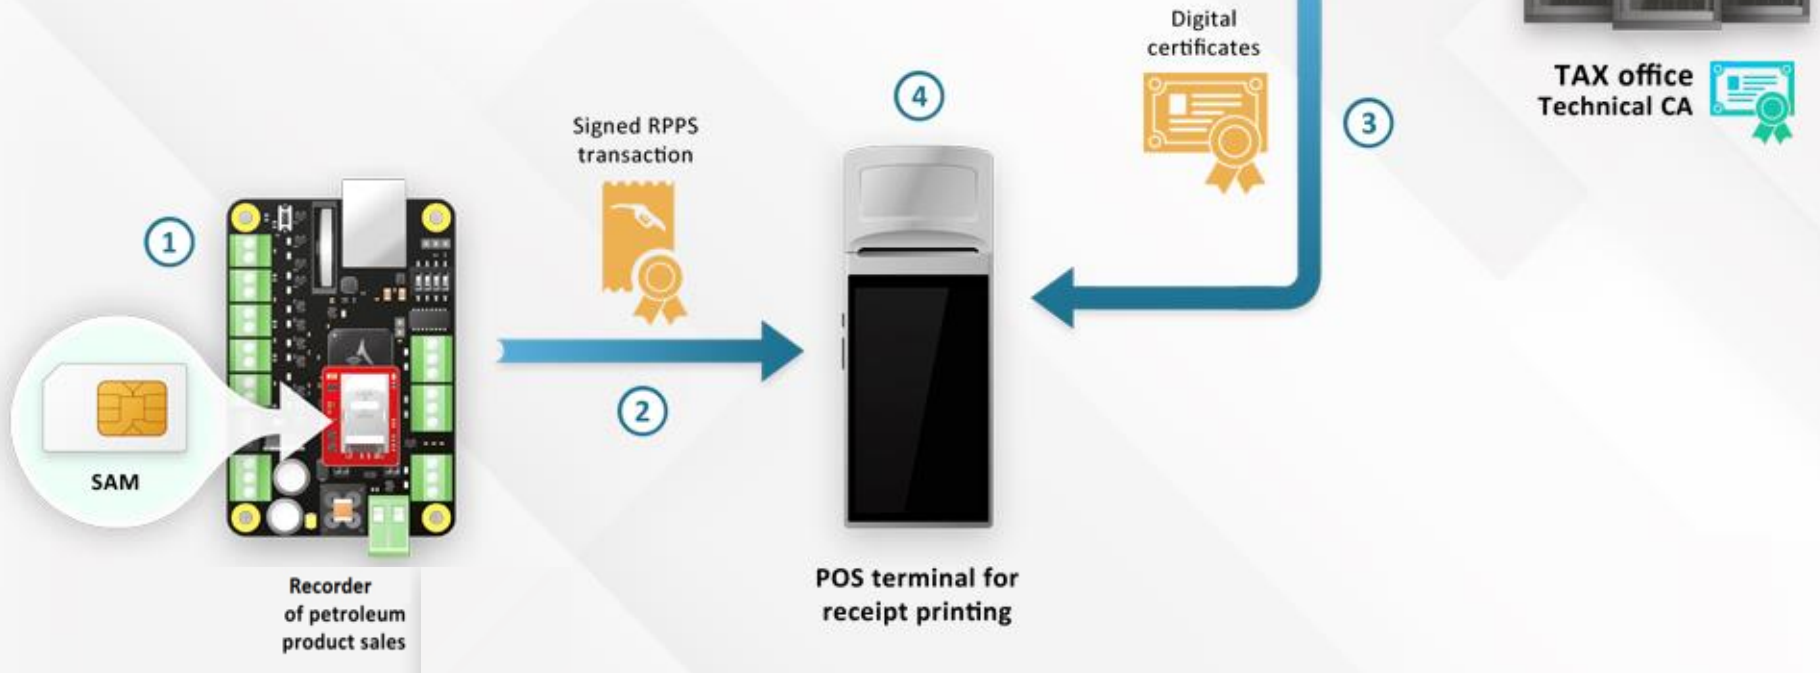 Digital
certificates
TAX office
Technical CA
4
3
Signed RPPS
transaction
1
2
SAM
Recorder
of petroleum
product sales
POS terminal for
receipt printing